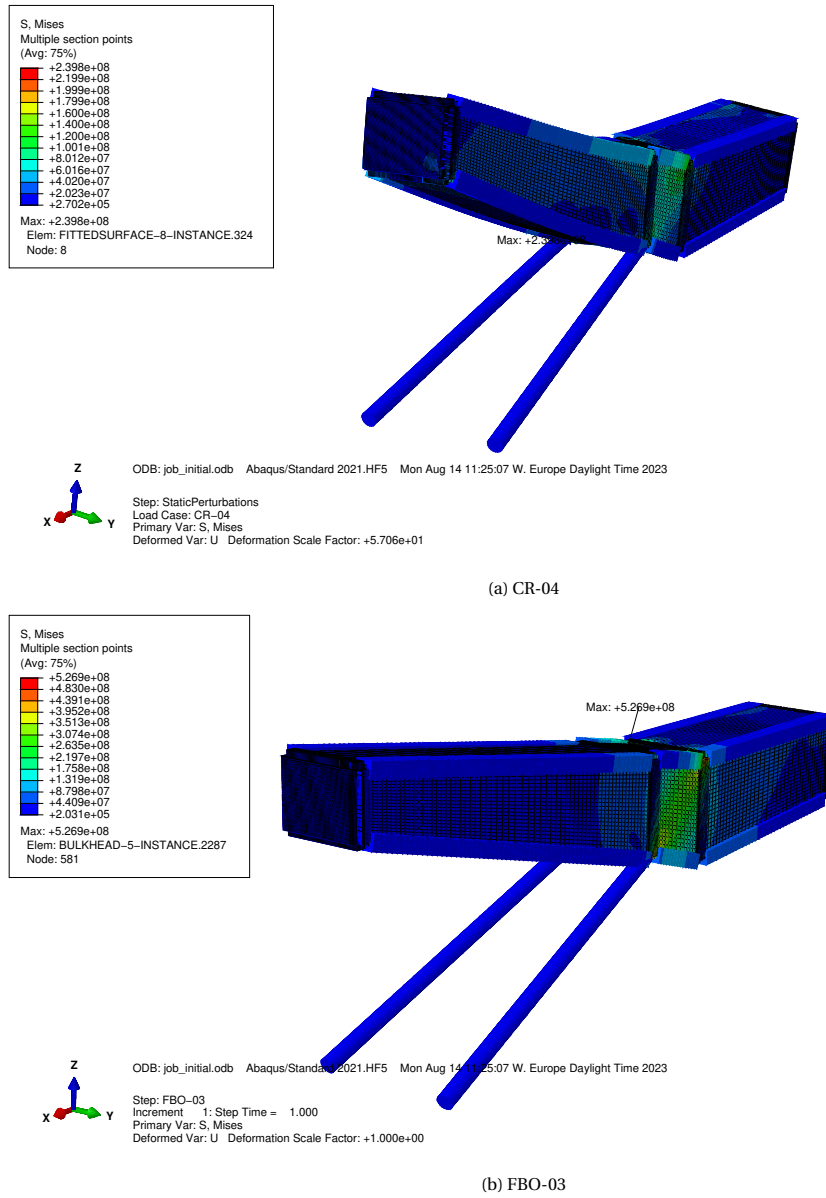 S, Mises
Multiple section points
(Avg: 75%)
+2.398e+08
+2.199e+08
+1.999e+08
+1.799e+08
+1.600e+08
+1.400e+08
+1.200e+08
+1.001e+08
+8.012e+07
+6.016e+07
+4.020e+07
+2.023e+07
+2.702e+05
Max: +2.398e+08
Elem: FITTEDSURFACE-8-INSTANCE.324
Node: 8
Max:
Z
X
Y
ODB: job_initial.odb Abaqus/Standard 2021.HF5 Mon Aug 14 11:25:07 W. Europe Daylight Time 2023
Step: StaticPerturbations
Load Case: CR-04
Primary Var: S, Mises
Deformed Var: U Deformation Scale Factor: +5.706e+01
(a) CR-04
S, Mises
Multiple section points
(Avg: 75%)
+5.269e+08
+4.830e+08
+4.391e+08
+3.952e+08
+3.513e+08
+3.074e+08
+2.635e+08
+2.197e+08
+1.758e+08
+1.319e+08
+8.798e+07
+4.409e+07
+2.031e+05
Max: +5.269e+08
Elem: BULKHEAD-5-INSTANCE.2287
Node: 581
Max: +5.269e+08
Z
X
Y
ODB: job_initial.odb Abaqus/Standard 2021.HF5 Mon Aug 14 11:25:07 W. Europe Daylight Time 2023
Step: FBO-03
Increment 1: Step Time = 1.000
Primary Var: S, Mises
Deformed Var: U Deformation Scale Factor: +1.000e+00
(b) FBO-03